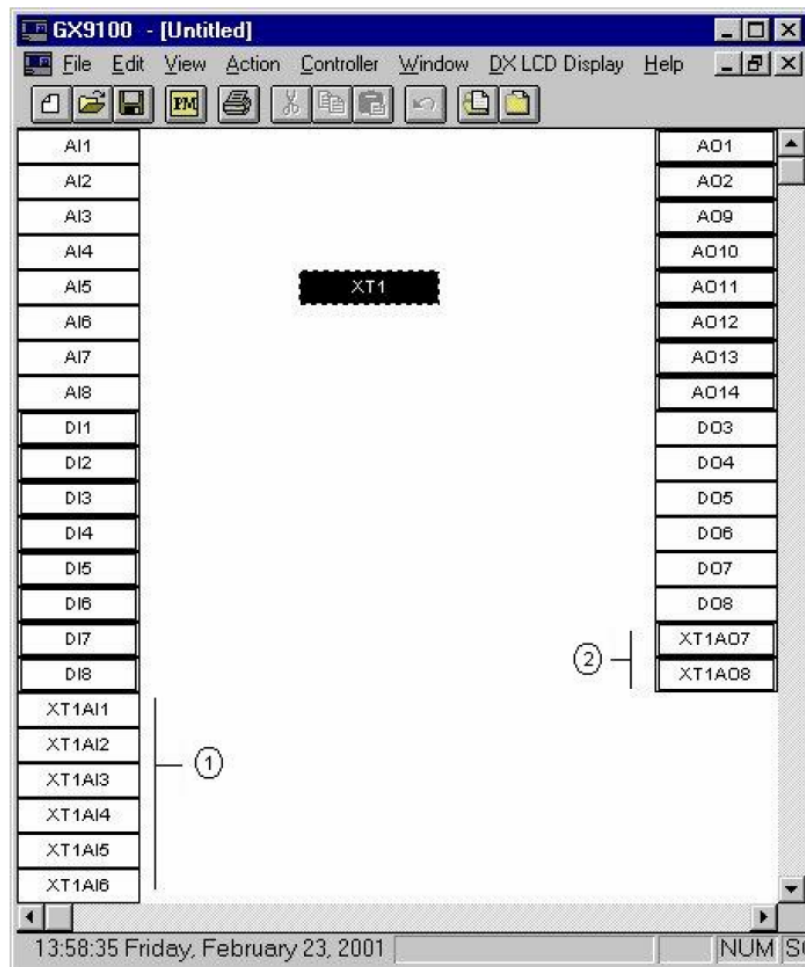 GX9100 - [Untitled]
File Edit View Action Controller Window DX LCD Display Help
PM
AI1
AI2
AI3
AI4
AI5
AI6
AI7
AI8
DI1
DI2
DI3
DI4
DI5
DI6
DI7
DI8
XT1AI1
XT1AI2
XT1AI3
XT1AI4
XT1AI5
XT1AI6
1
XT1
AO1
AO2
AO9
AO10
AO11
AO12
AO13
AO14
DO3
DO4
DO5
DO6
DO7
DO8
XT1AO7
XT1AO8
2
13:58:35 Friday, February 23, 2001 NUM